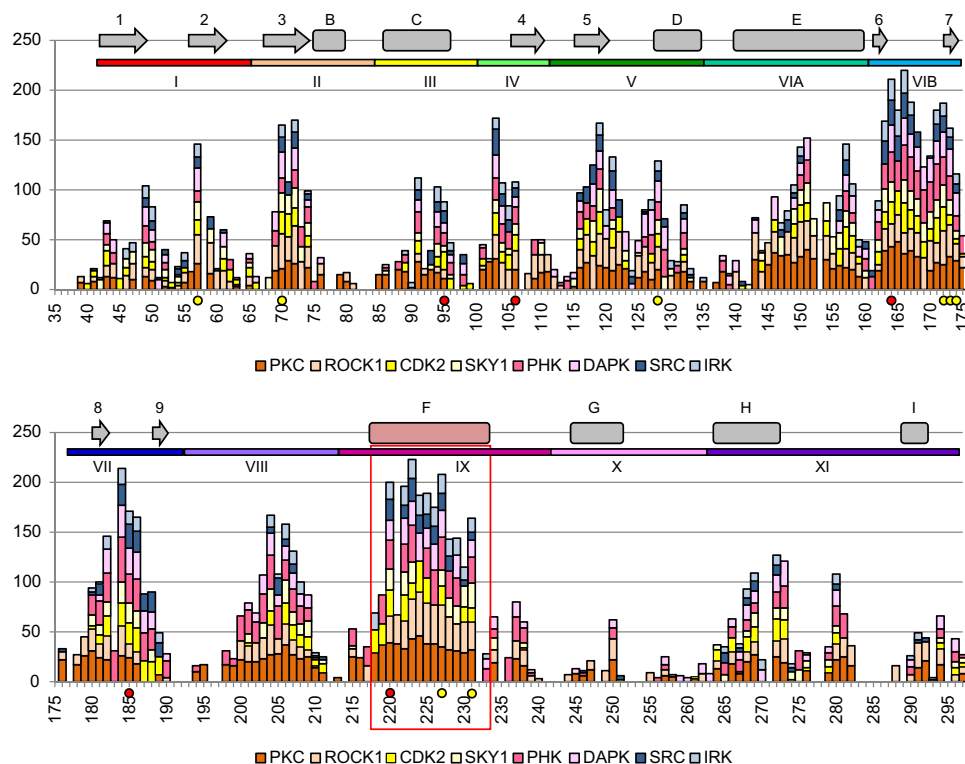 1 2 3 B C 4 5 D E 6 7
250
I II III IV V VIA VIB
200
150
100
50
0
35 40 45 50 55 60 65 70 75 80 85 90 95 100 105 110 115 120 125 130 135 140 145 150 155 160 165 170 175
PKC ROCK1 CDK2 SKY1 PHK DAPK SRC IRK
8 9 F G H I
250
VII VIII IX X XI
200
150
100
50
0
175 180 185 190 195 200 205 210 215 220 225 230 235 240 245 250 255 260 265 270 275 280 285 290 295
PKC ROCK1 CDK2 SKY1 PHK DAPK SRC IRK